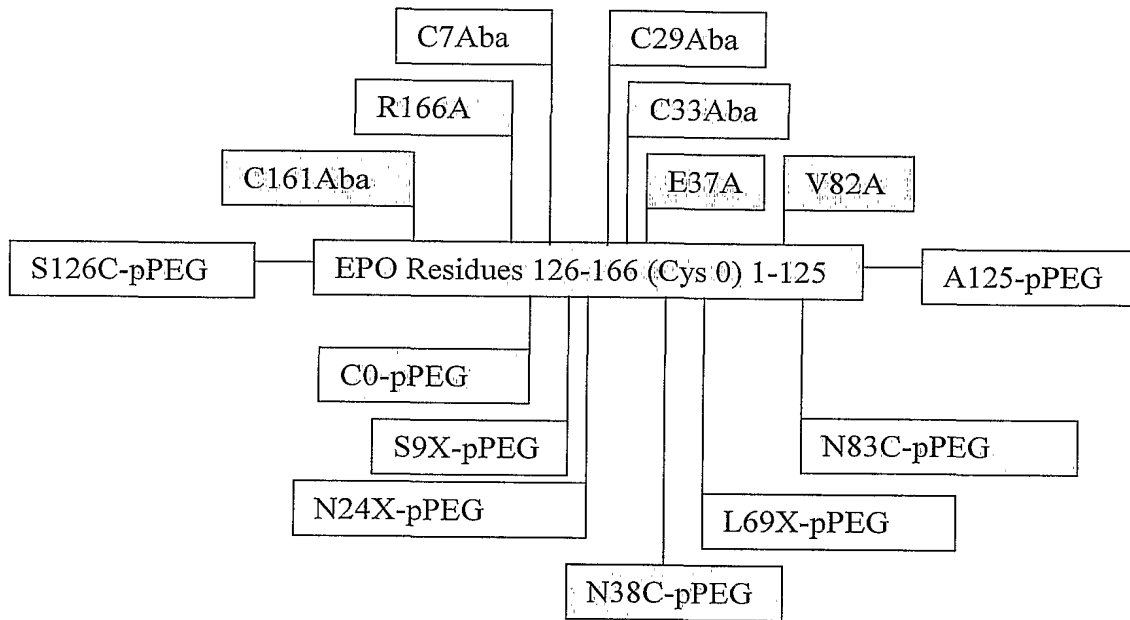 C7Aba
C29Aba
R166A
C33Aba
C161Aba
E37A
V82A
S126C-pPEG
EPO Residues 126-166 (Cys 0) 1-125
A125-pPEG
C0-pPEG
S9X-pPEG
N83C-pPEG
N24X-pPEG
L69X-pPEG
N38C-pPEG